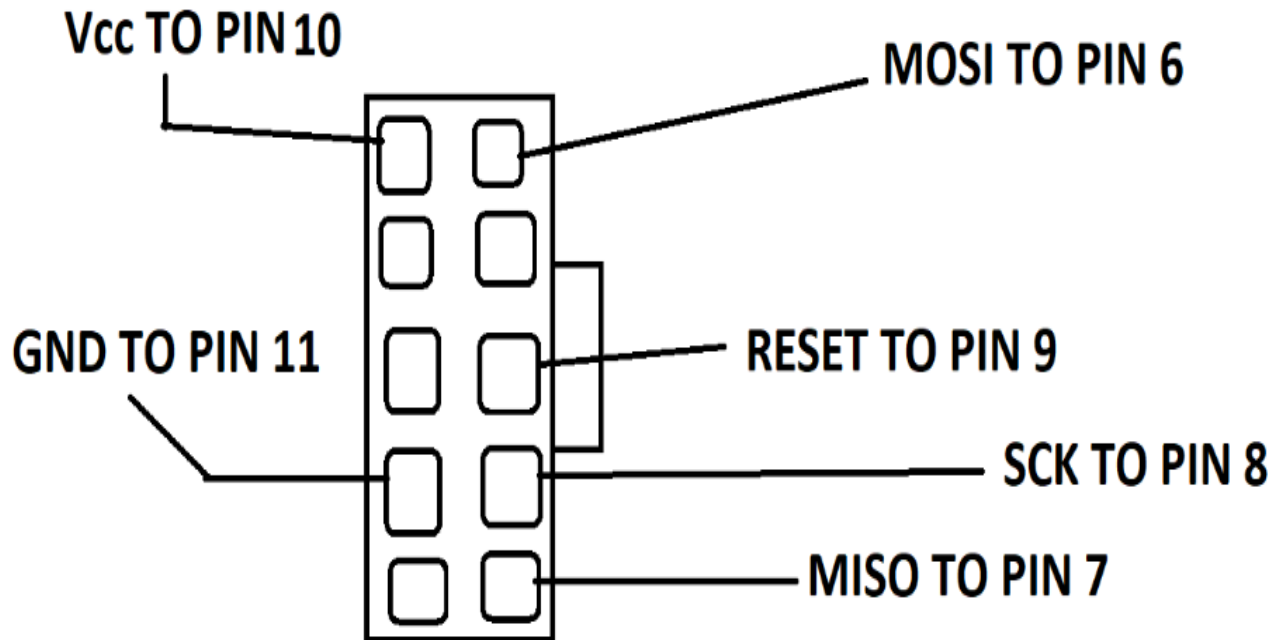 Vcc TO PIN 10
MOSI TO PIN 6
GND TO PIN 11
RESET TO PIN 9
SCK TO PIN 8
MISO TO PIN 7